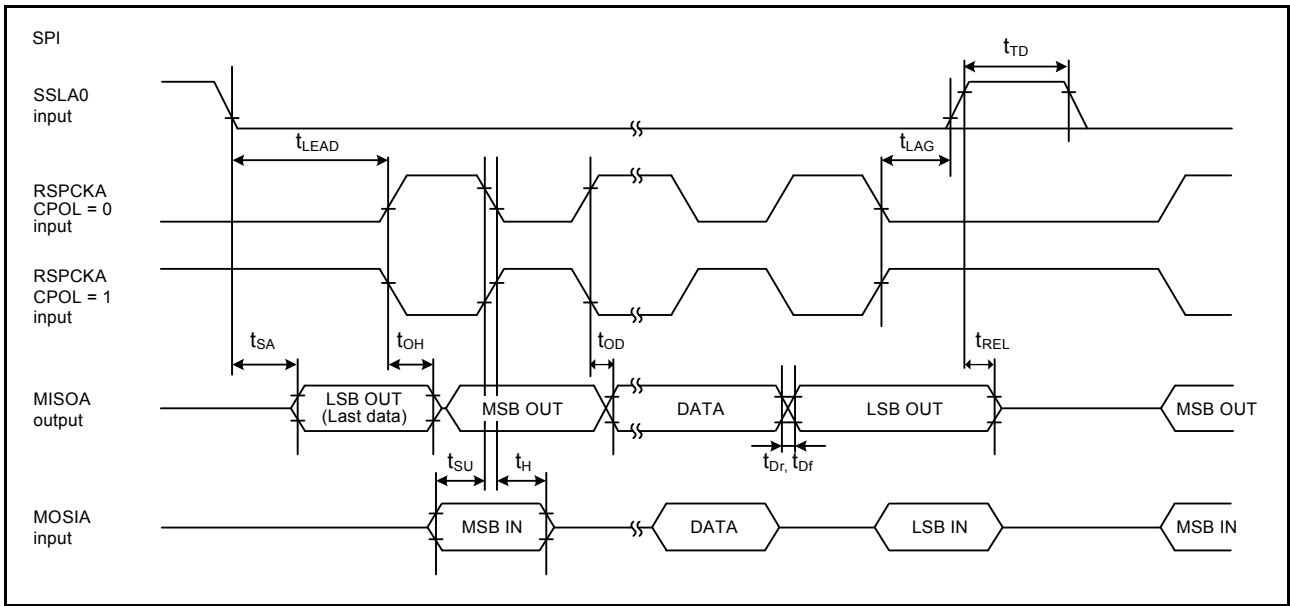 SPI
tTD
SSLA0
input
tLEAD
tLAG
RSPCKA
CPOL = 0
input
RSPCKA
CPOL = 1
input
tSA
tOH
tOD
tREL
MISOA
output
LSB OUT
(Last data)
MSB OUT
DATA
LSB OUT
MSB OUT
tSU
tH
tDr, tDf
MOSIA
input
MSB IN
DATA
LSB IN
MSB IN